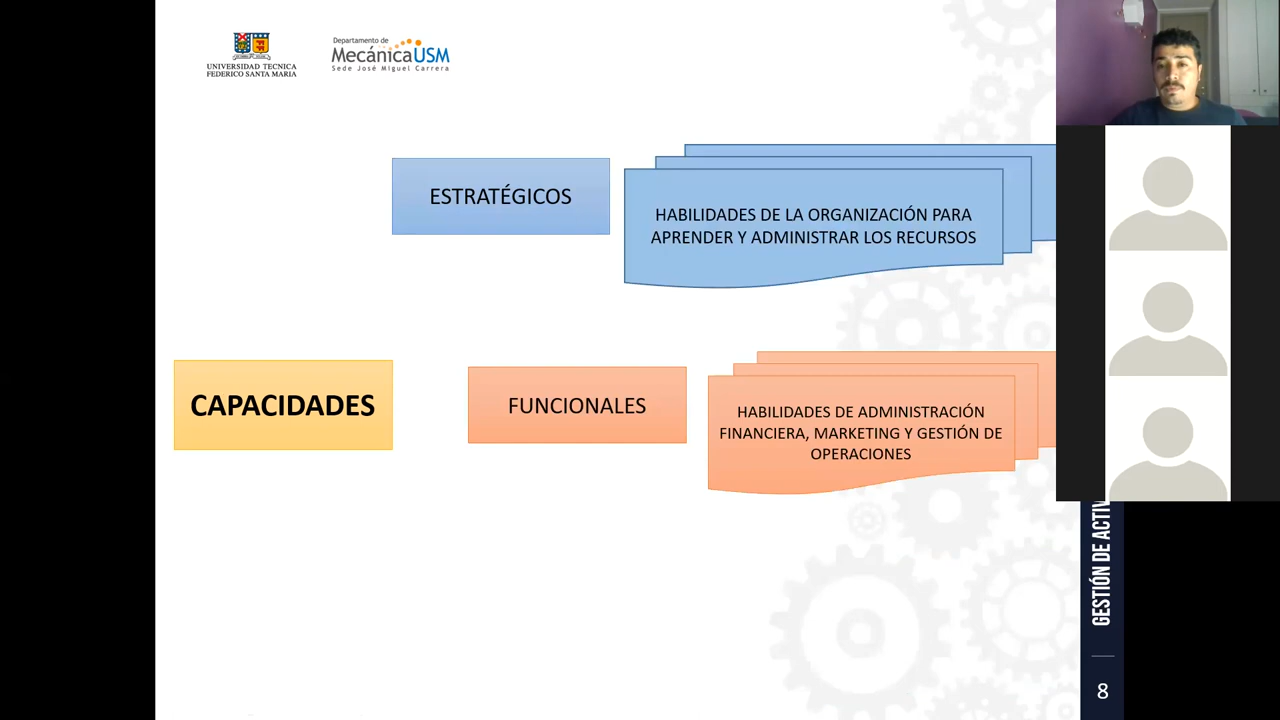 UNIVERSIDAD TECNICA
FEDERICO SANTA MARIA
Departamento de
MecánicaUSM
Sede José Miguel Carrera
ESTRATÉGICOS
HABILIDADES DE LA ORGANIZACIÓN PARA
APRENDER Y ADMINISTRAR LOS RECURSOS
CAPACIDADES
FUNCIONALES
HABILIDADES DE ADMINISTRACIÓN
FINANCIERA, MARKETING Y GESTIÓN DE
OPERACIONES
GESTIÓN DE ACTIV
8